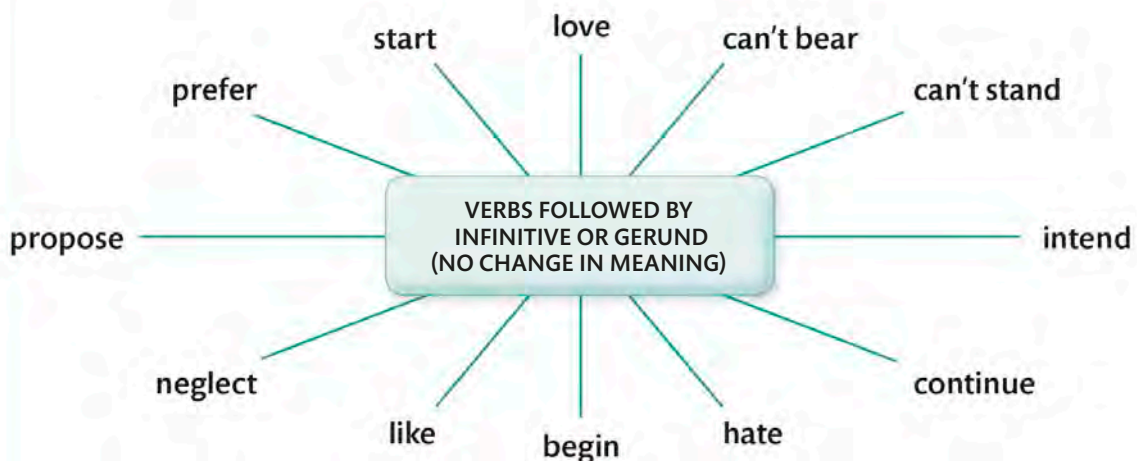 love
start
can't bear
prefer
can't stand
VERBS FOLLOWED BY
INFINITIVE OR GERUND
(NO CHANGE IN MEANING)
propose
intend
neglect
continue
like
hate
begin